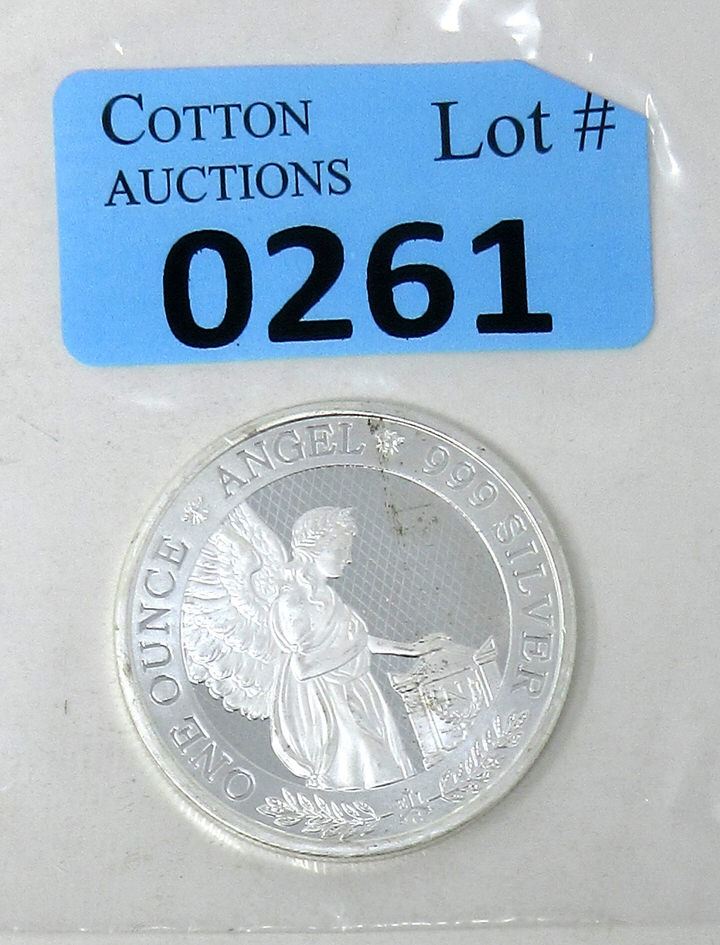 COTTON
AUCTIONS
Lot #
0261
ONE OUNCE * ANGEL * 999 SILVER